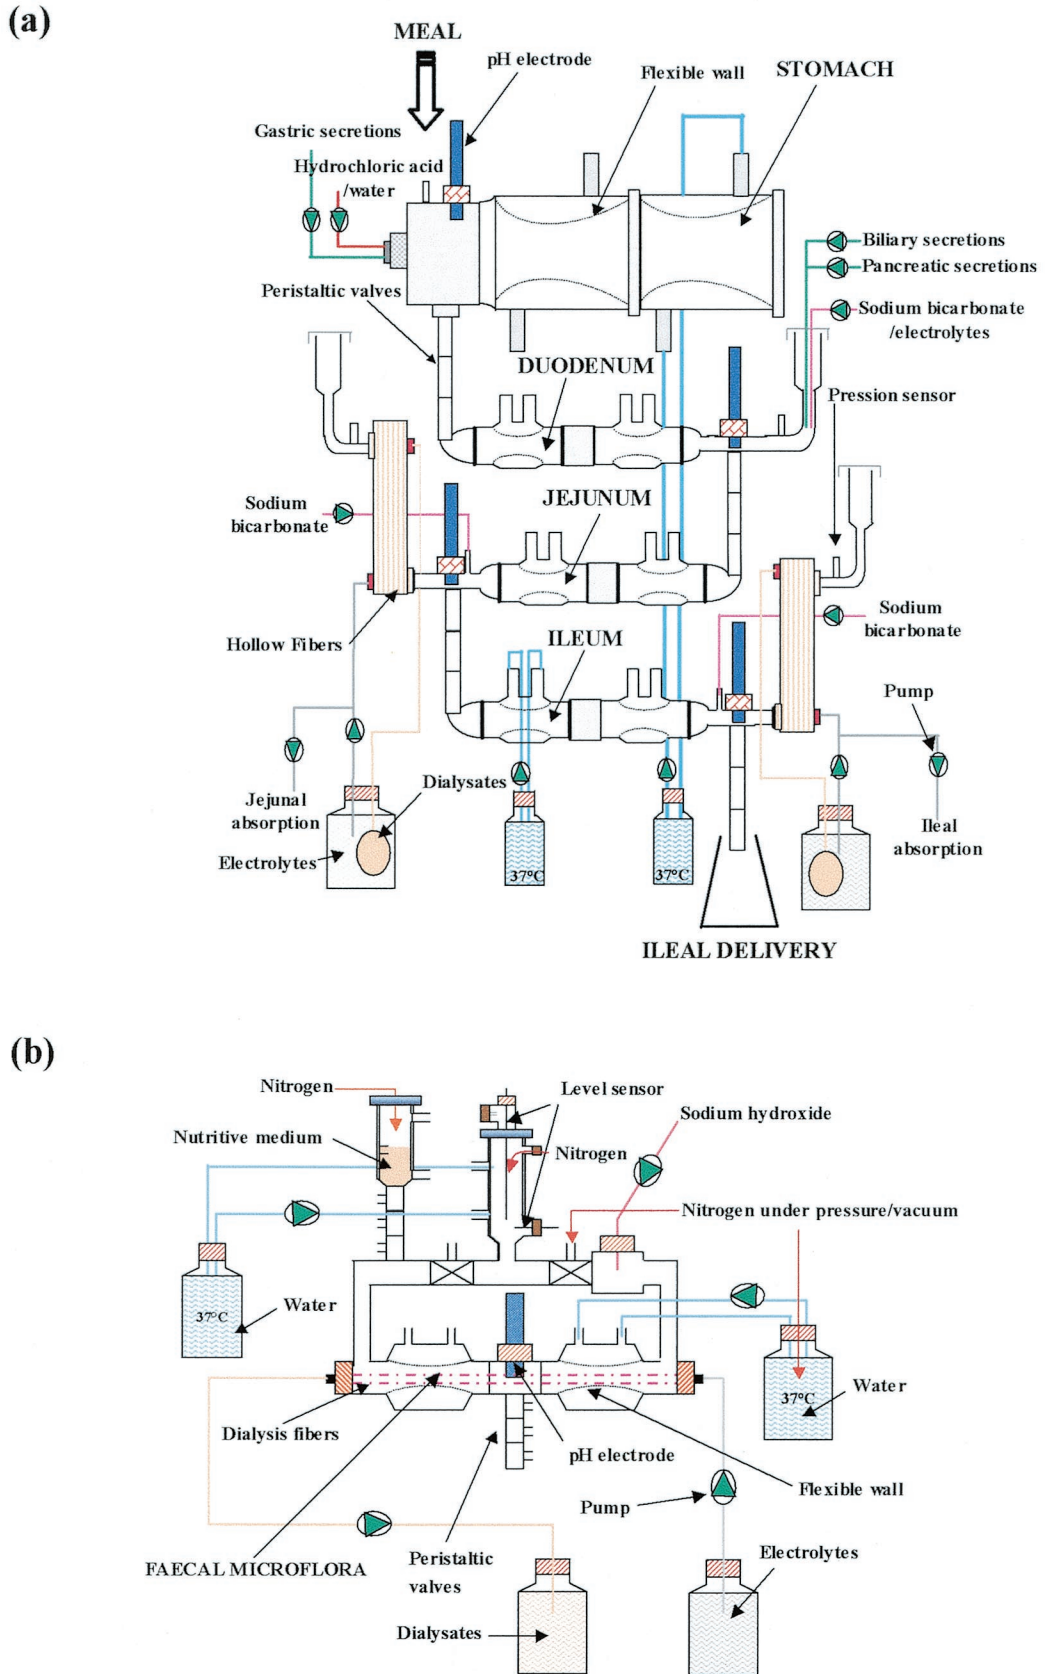 (a)
MEAL
pH electrode
Flexible wall
STOMACH
Gastric secretions
Hydrochloric acid
/water
Biliary secretions
Pancreatic secretions
Peristaltic valves
Sodium bicarbonate
/electrolytes
DUODENUM
Pression sensor
JEJUNUM
Sodium
bicarbonate
Sodium
bicarbonate
ILEUM
Hollow Fibers
Pump
Dialysates
Jejunal
absorption
Ileal
absorption
Electrolytes
37°C
37°C
ILEAL DELIVERY
(b)
Nitrogen
Level sensor
Sodium hydroxide
Nutritive medium
Nitrogen
Nitrogen under pressure/vacuum
37°C
Water
37°C
Water
Dialysis fibers
pH electrode
Flexible wall
Pump
FAECAL MICROFLORA
Peristaltic
valves
Electrolytes
Dialysates